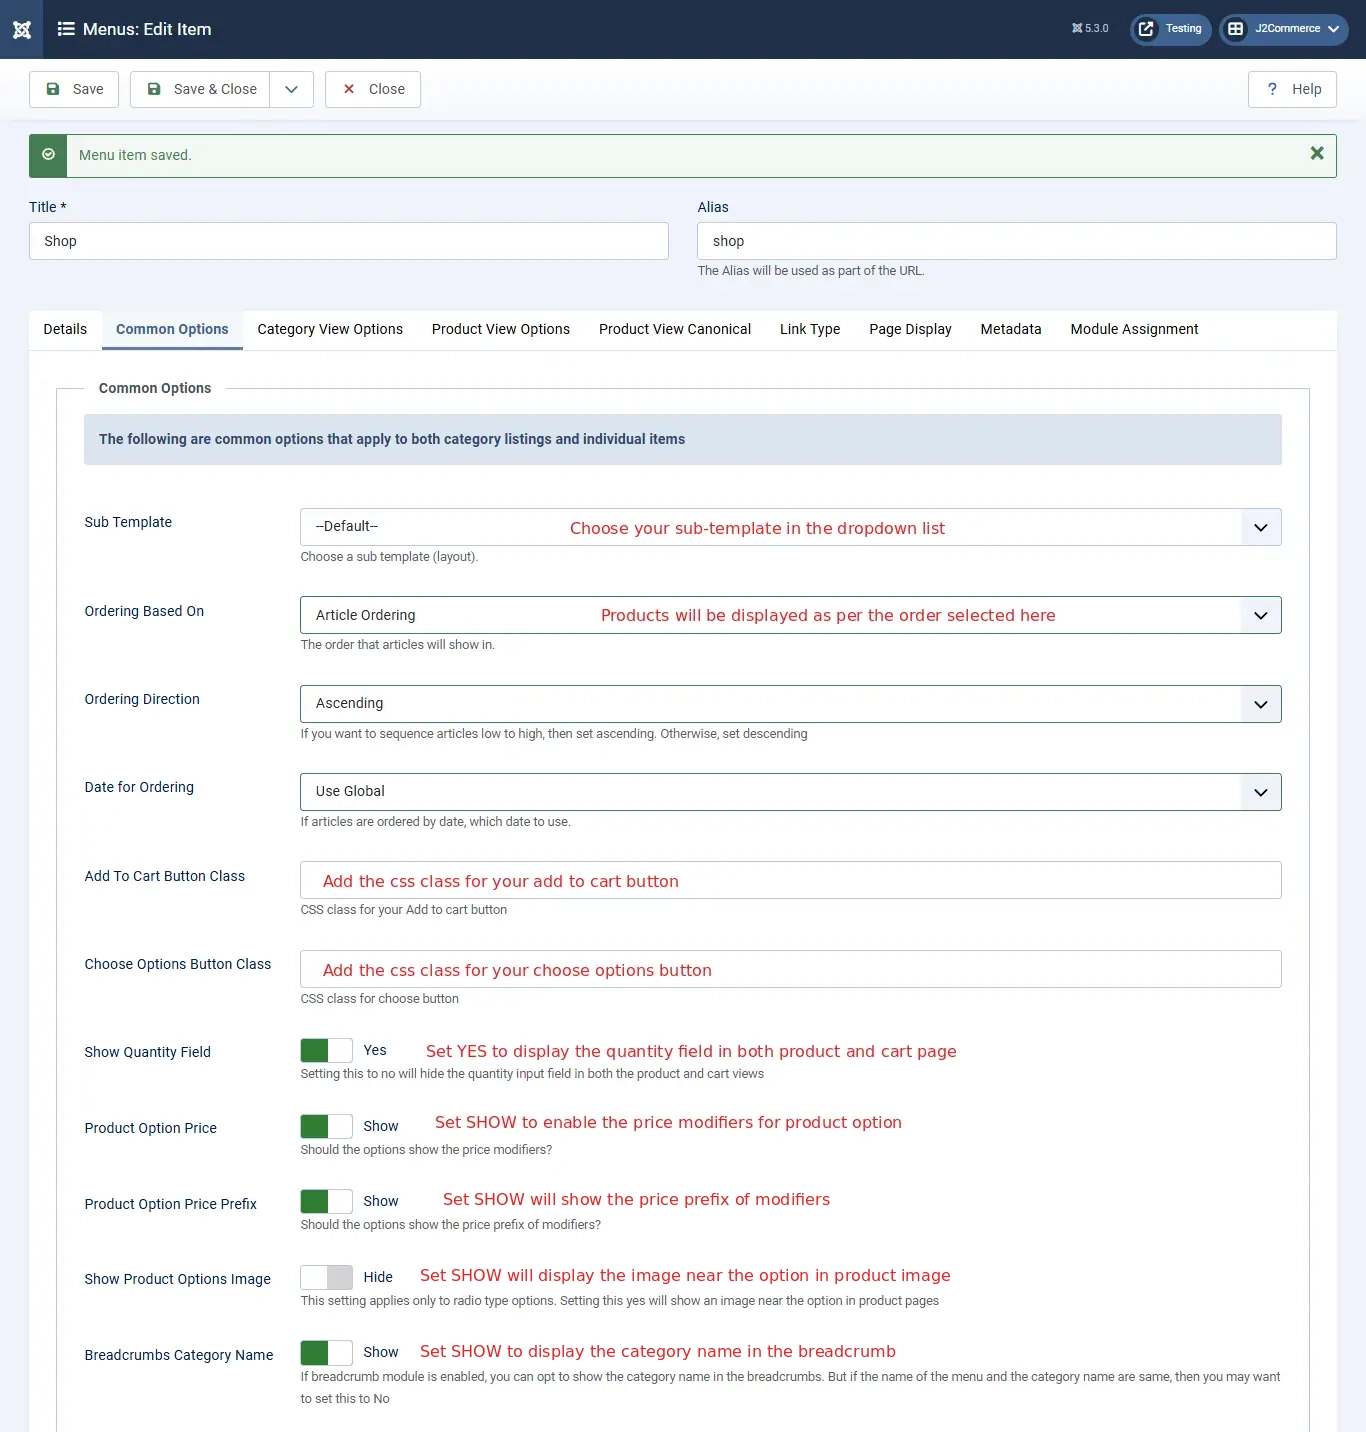 Menus: Edit Item
5.3.0
Testing
J2Commerce
Save
Save & Close
Close
? Help
Menu item saved.
Title *
Alias
Shop
shop
The Alias will be used as part of the URL.
Details
Common Options
Category View Options
Product View Options
Product View Canonical
Link Type
Page Display
Metadata
Module Assignment
Common Options
The following are common options that apply to both category listings and individual items
Sub Template
--Default--
Choose your sub-template in the dropdown list
Choose a sub template (layout).
Ordering Based On
Article Ordering
Products will be displayed as per the order selected here
The order that articles will show in.
Ordering Direction
Ascending
If you want to sequence articles low to high, then set ascending. Otherwise, set descending
Date for Ordering
Use Global
If articles are ordered by date, which date to use.
Add To Cart Button Class
Add the css class for your add to cart button
CSS class for your Add to cart button
Choose Options Button Class
Add the css class for your choose options button
CSS class for choose button
Show Quantity Field
Yes
Set YES to display the quantity field in both product and cart page
Setting this to no will hide the quantity input field in both the product and cart views
Product Option Price
Show
Set SHOW to enable the price modifiers for product option
Should the options show the price modifiers?
Product Option Price Prefix
Show
Set SHOW will show the price prefix of modifiers
Should the options show the price prefix of modifiers?
Show Product Options Image
Hide
Set SHOW will display the image near the option in product image
This setting applies only to radio type options. Setting this yes will show an image near the option in product pages
Breadcrumbs Category Name
Show
Set SHOW to display the category name in the breadcrumb
If breadcrumb module is enabled, you can opt to show the category name in the breadcrumbs. But if the name of the menu and the category name are same, then you may want
to set this to No